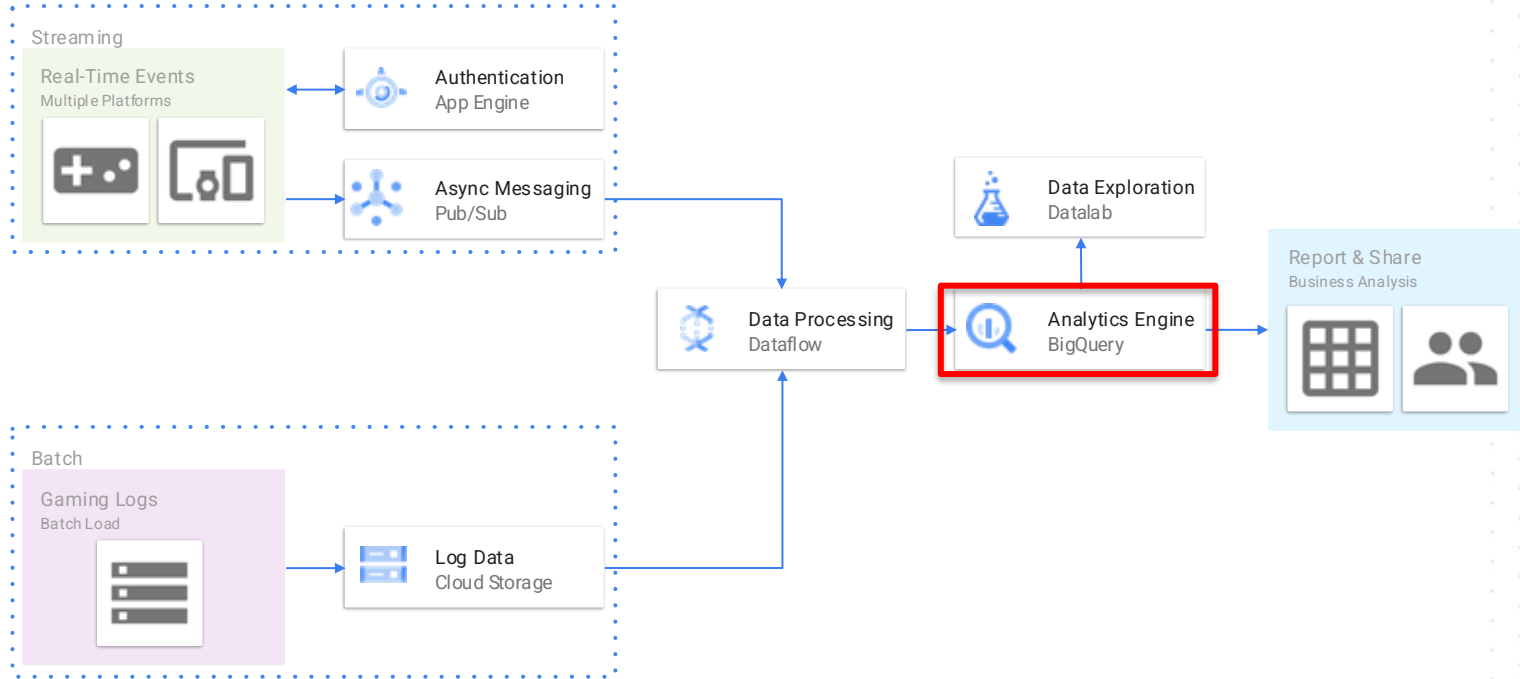 Streaming
Real-Time Events
Multiple Platforms
Authentication
App Engine
Async Messaging
Pub/Sub
Data Exploration
Datalab
Data Processing
Dataflow
Analytics Engine
BigQuery
Report & Share
Business Analysis
Batch
Gaming Logs
Batch Load
Log Data
Cloud Storage